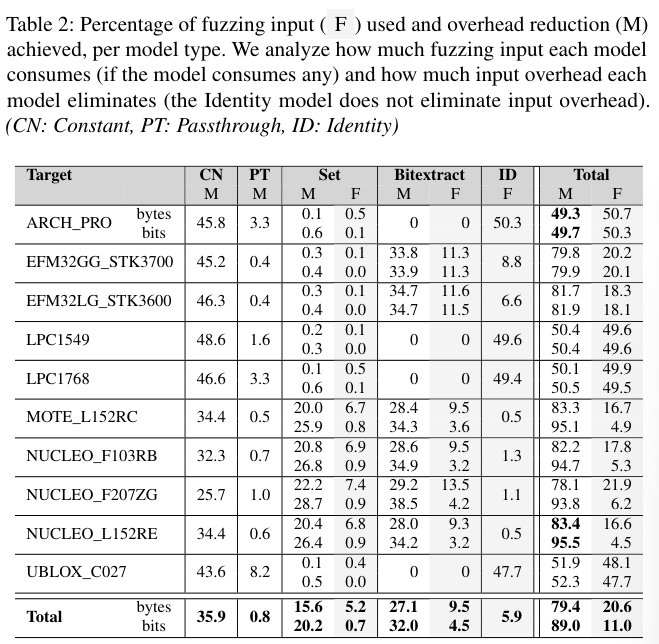 Table 2: Percentage of fuzzing input ( F ) used and overhead reduction (M)
achieved, per model type. We analyze how much fuzzing input each model
consumes (if the model consumes any) and how much input overhead each
model eliminates (the Identity model does not eliminate input overhead).
(CN: Constant, PT: Passthrough, ID: Identity)
Target CN PT Set Bitextract ID Total
M M M F M F F M F
ARCH_PRO bytes 45.8 3.3 0.1 0.5 0 0 50.3 49.3 50.7
bits 0.6 0.1 49.7 50.3
EFM32GG_STK3700 45.2 0.4 0.3 0.1 33.8 11.3 8.8 79.8 20.2
0.4 0.0 33.9 11.3 79.9 20.1
EFM32LG_STK3600 46.3 0.4 0.3 0.1 34.7 11.6 6.6 81.7 18.3
0.4 0.0 34.7 11.5 81.9 18.1
LPC1549 48.6 1.6 0.2 0.1 0 0 49.6 50.4 49.6
0.3 0.0 50.4 49.6
LPC1768 46.6 3.3 0.1 0.5 0 0 49.4 50.1 49.9
0.6 0.1 50.5 49.5
MOTE_L152RC 34.4 0.5 20.0 6.7 28.4 9.5 0.5 83.3 16.7
25.9 0.8 34.3 3.6 95.1 4.9
NUCLEO_F103RB 32.3 0.7 20.8 6.9 28.6 9.5 1.3 82.2 17.8
26.8 0.9 34.9 3.2 94.7 5.3
NUCLEO_F207ZG 25.7 1.0 22.2 7.4 29.2 13.5 1.1 78.1 21.9
28.7 0.9 38.5 4.2 93.8 6.2
NUCLEO_L152RE 34.4 0.6 20.4 6.8 28.0 9.3 0.5 83.4 16.6
26.4 0.9 34.2 3.2 95.5 4.5
UBLOX_C027 43.6 8.2 0.1 0.4 0 0 47.7 51.9 48.1
0.5 0.0 52.3 47.7
Total bytes 35.9 0.8 15.6 5.2 27.1 9.5 5.9 79.4 20.6
bits 20.2 0.7 32.0 4.5 89.0 11.0